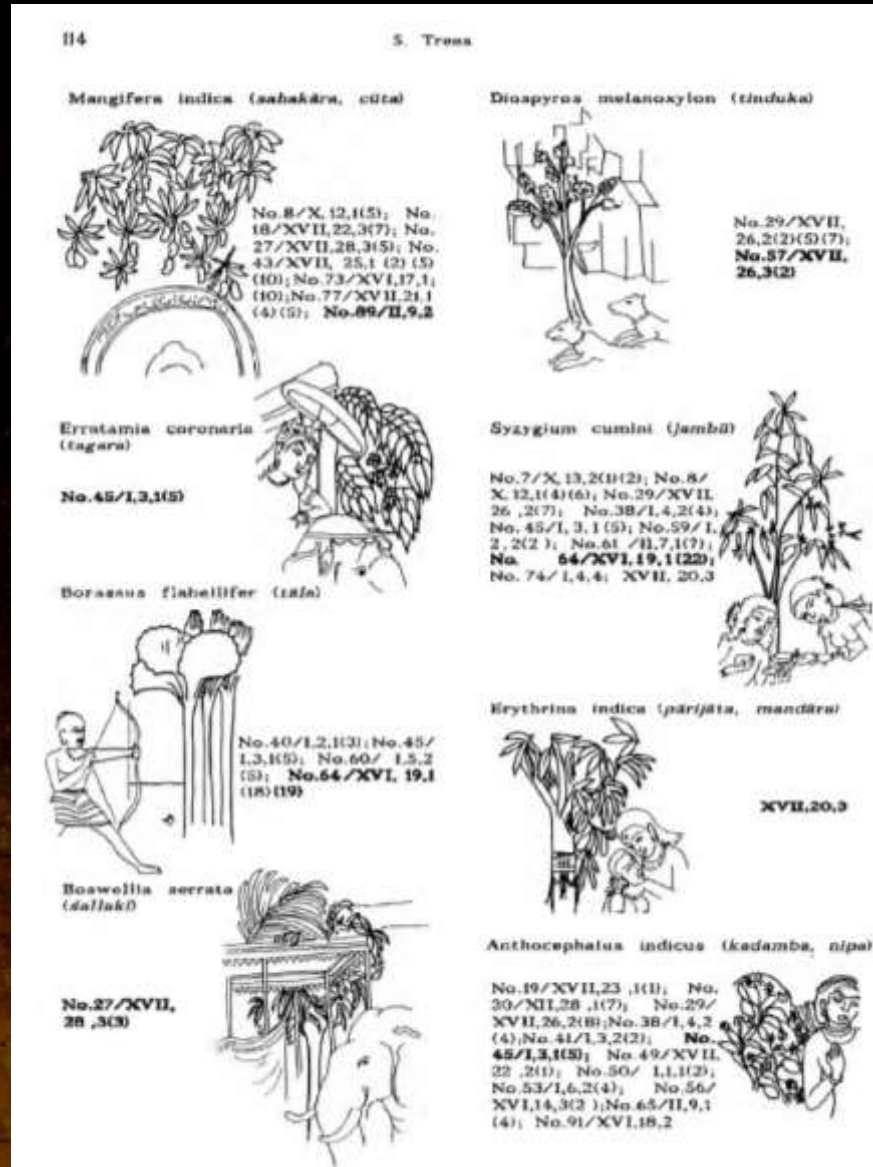 114
5. Trees
Mangifera indica (sahakāra, cūta)
No.8/X, 12,1(5); No.
18/XVII,22,3(7); No.
27/XVII,28,3(5); No.
43/XVII, 25,1 (2) (5)
(10); No.73/XVI,17,1;
(10);No.77/XVII,21,1
(4)(5); No.89/II,9,2
Erratamia coronaria
(tagara)
No.45/I,3,1(5)
Borassus flabellifer (tāla)
No.40/I,2,1(3); No.45/
I,3,1(5); No.60/ I,5,2
(5); No.64/XVI, 19,1
(18)(19)
Boswellia serrata
(śallakī)
No.27/XVII,
28 ,3(3)
Diospyros melanoxylon (tinduka)
No.29/XVII,
26,2(2)(5)(7);
No.57/XVII,
26,3(2)
Syzygium cumini (jambū)
No.7/X, 13,2(1)(2); No.8/
X, 12,1(4)(6); No.29/XVII,
26 ,2(7); No.38/I,4,2(4);
No. 45/I, 3,1 (5); No.59/ I,
2 ,2(2 ); No.61 /II,7,1(7);
No. 64/XVI,19,1(22);
No. 74/ I,4,4; XVII, 20,3
Erythrina indica (pārijāta, mandāra)
XVII,20,3
Anthocephalus indicus (kadamba, nipa)
No.19/XVII,23 ,1(1); No.
20/XII,28 ,1(7); No.29/
XVII,26,2(8);No.38/I,4,2
(4);No.41/I,3,2(2); No.
45/I,3,1(5); No.49/XVII,
22 ,2(1); No.50/ I,1,1(2);
No.53/I,6,2(4); No.56/
XVI,14,3(2 );No.65/II,9,1
(4); No.91/XVI,18,2